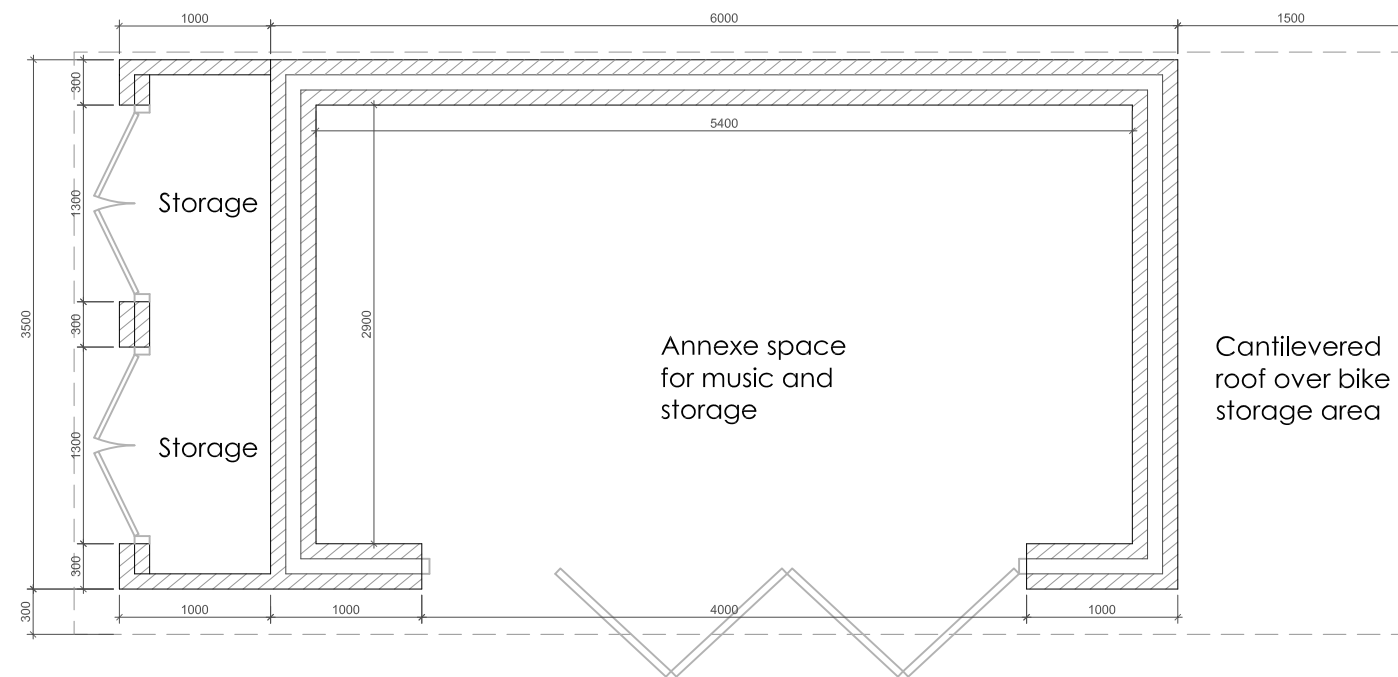 1000
6000
1500
300
5400
Storage
1300
3500
300
2900
Annexe space
for music and
storage
Cantilevered
roof over bike
storage area
1300
Storage
300
300
1000
1000
4000
1000